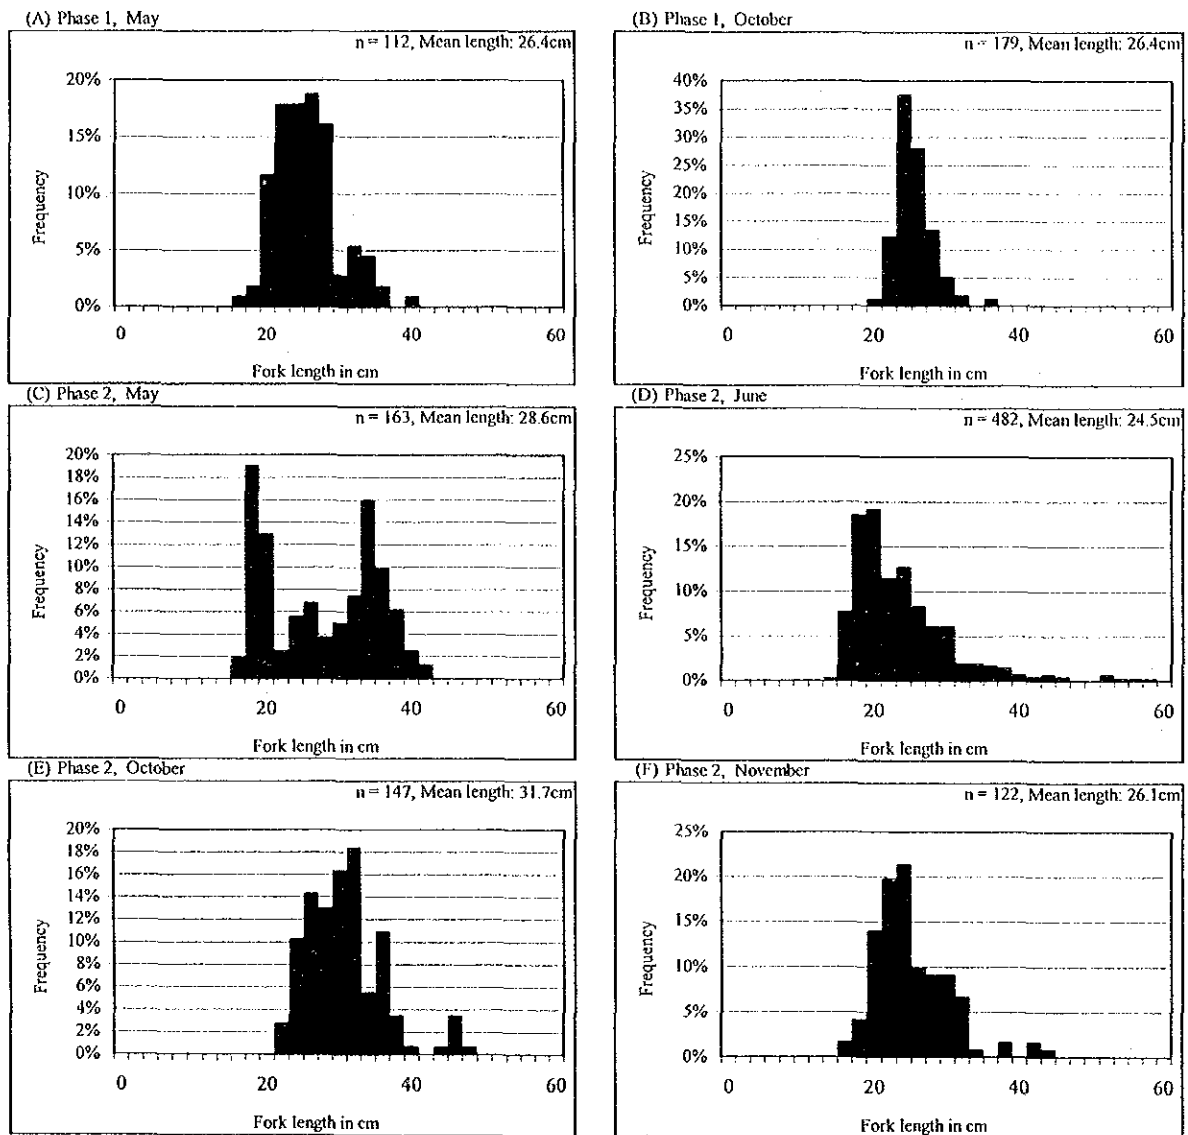 (A) Phase 1, May
n = 112, Mean length: 26.4cm
20%
15%
10%
5%
0%
Frequency
0 20 40 60
Fork length in cm
(B) Phase 1, October
n = 179, Mean length: 26.4cm
40%
35%
30%
25%
20%
15%
10%
5%
0%
Frequency
0 20 40 60
Fork length in cm
(C) Phase 2, May
n = 163, Mean length: 28.6cm
20%
18%
16%
14%
12%
10%
8%
6%
4%
2%
0%
Frequency
0 20 40 60
Fork length in cm
(D) Phase 2, June
n = 482, Mean length: 24.5cm
25%
20%
15%
10%
5%
0%
Frequency
0 20 40 60
Fork length in cm
(E) Phase 2, October
n = 147, Mean length: 31.7cm
20%
18%
16%
14%
12%
10%
8%
6%
4%
2%
0%
Frequency
0 20 40 60
Fork length in cm
(F) Phase 2, November
n = 122, Mean length: 26.1cm
25%
20%
15%
10%
5%
0%
Frequency
0 20 40 60
Fork length in cm